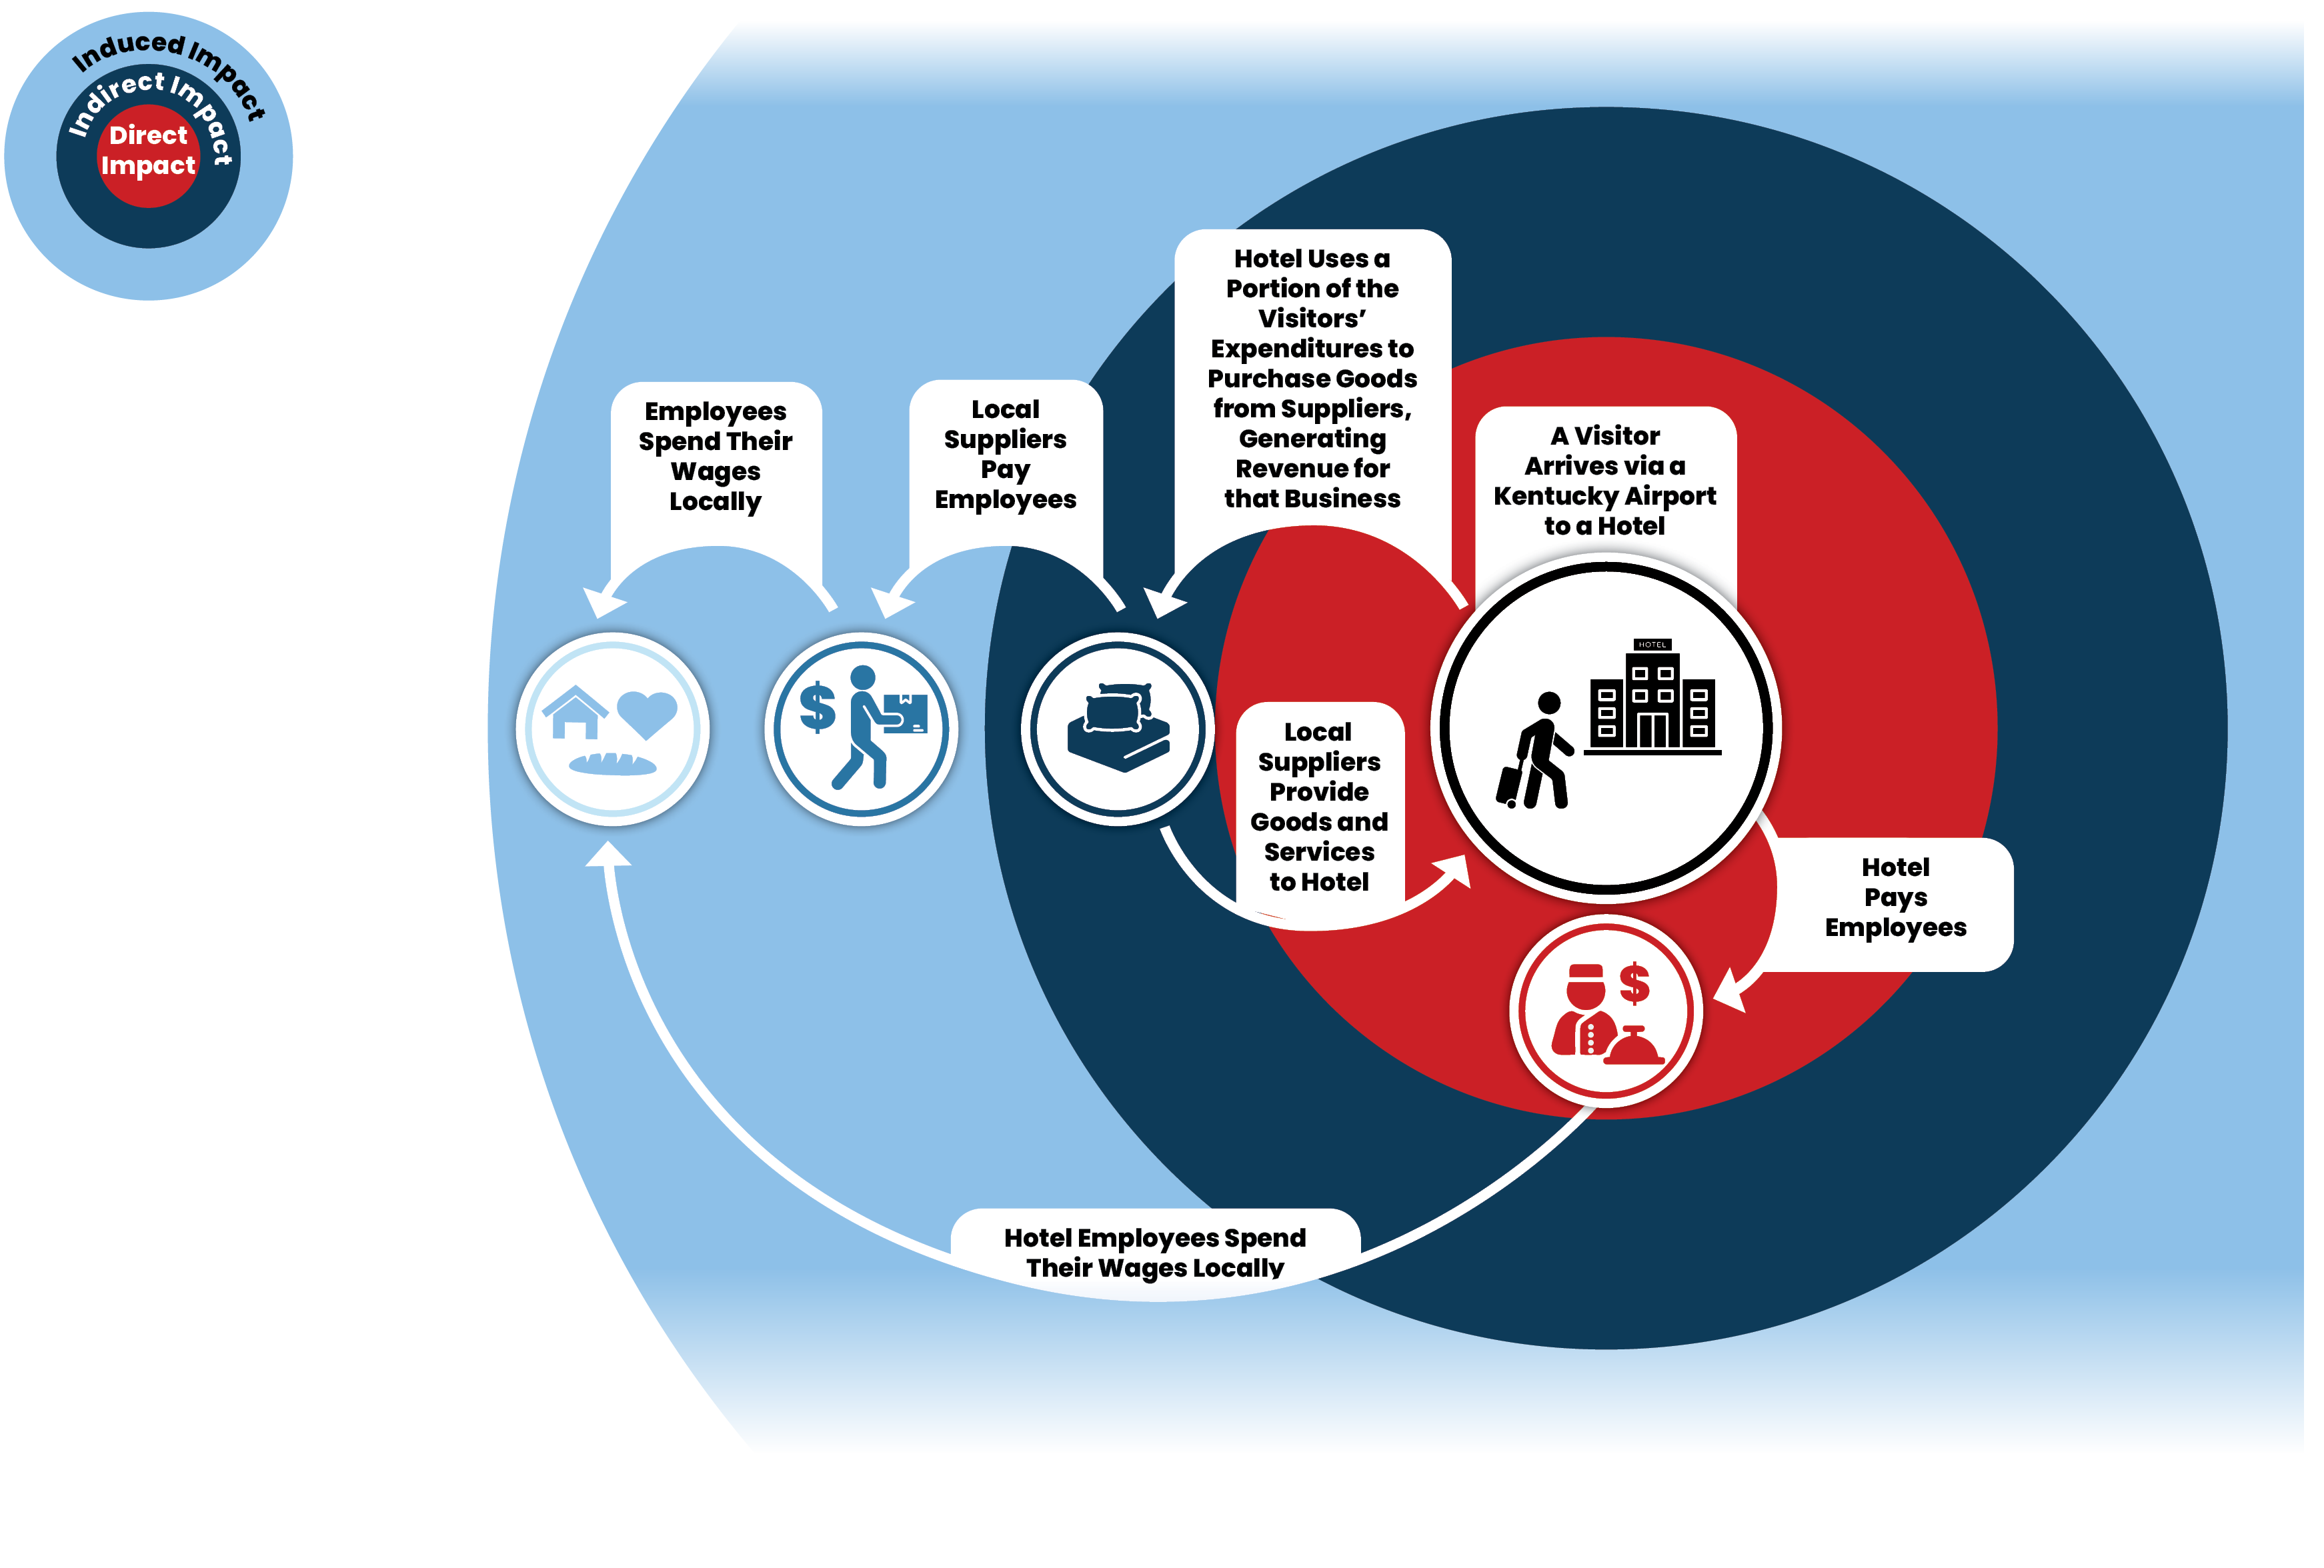 Induced Impact
Indirect Impact
Direct
Impact
Employees
Spend Their
Wages
Locally
Local
Suppliers
Pay
Employees
Hotel Uses a
Portion of the
Visitors’
Expenditures to
Purchase Goods
from Suppliers,
Generating
Revenue for
that Business
A Visitor
Arrives via a
Kentucky Airport
to a Hotel
HOTEL
$
Local
Suppliers
Provide
Goods and
Services
to Hotel
Hotel
Pays
Employees
$
Hotel Employees Spend
Their Wages Locally